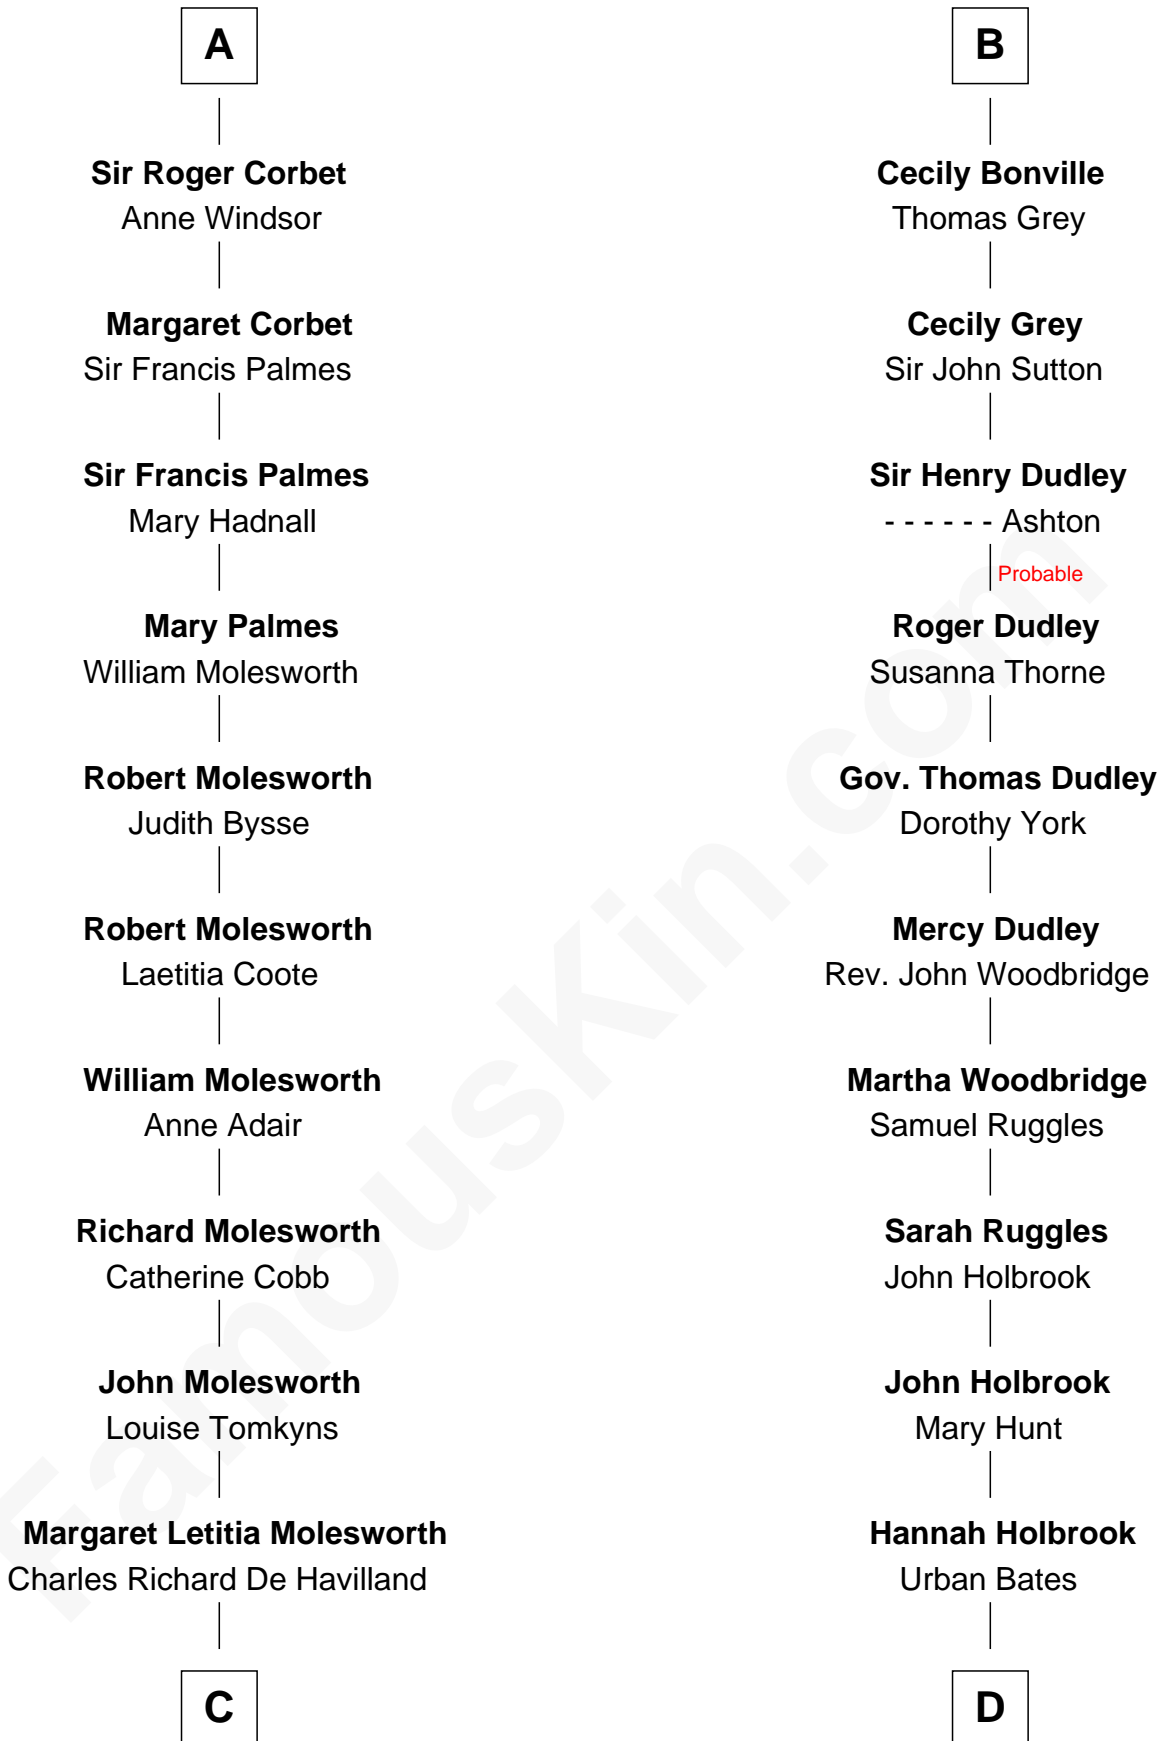 A
Sir Roger Corbet
Anne Windsor
Margaret Corbet
Sir Francis Palmes
Sir Francis Palmes
Mary Hadnall
Mary Palmes
William Molesworth
Robert Molesworth
Judith Bysse
Robert Molesworth
Laetitia Coote
William Molesworth
Anne Adair
Richard Molesworth
Catherine Cobb
John Molesworth
Louise Tomkyns
Margaret Letitia Molesworth
Charles Richard De Havilland
C
B
Cecily Bonville
Thomas Grey
Cecily Grey
Sir John Sutton
Sir Henry Dudley
- - - - - - Ashton
Probable
Roger Dudley
Susanna Thorne
Gov. Thomas Dudley
Dorothy York
Mercy Dudley
Rev. John Woodbridge
Martha Woodbridge
Samuel Ruggles
Sarah Ruggles
John Holbrook
John Holbrook
Mary Hunt
Hannah Holbrook
Urban Bates
D
FamousKin.com